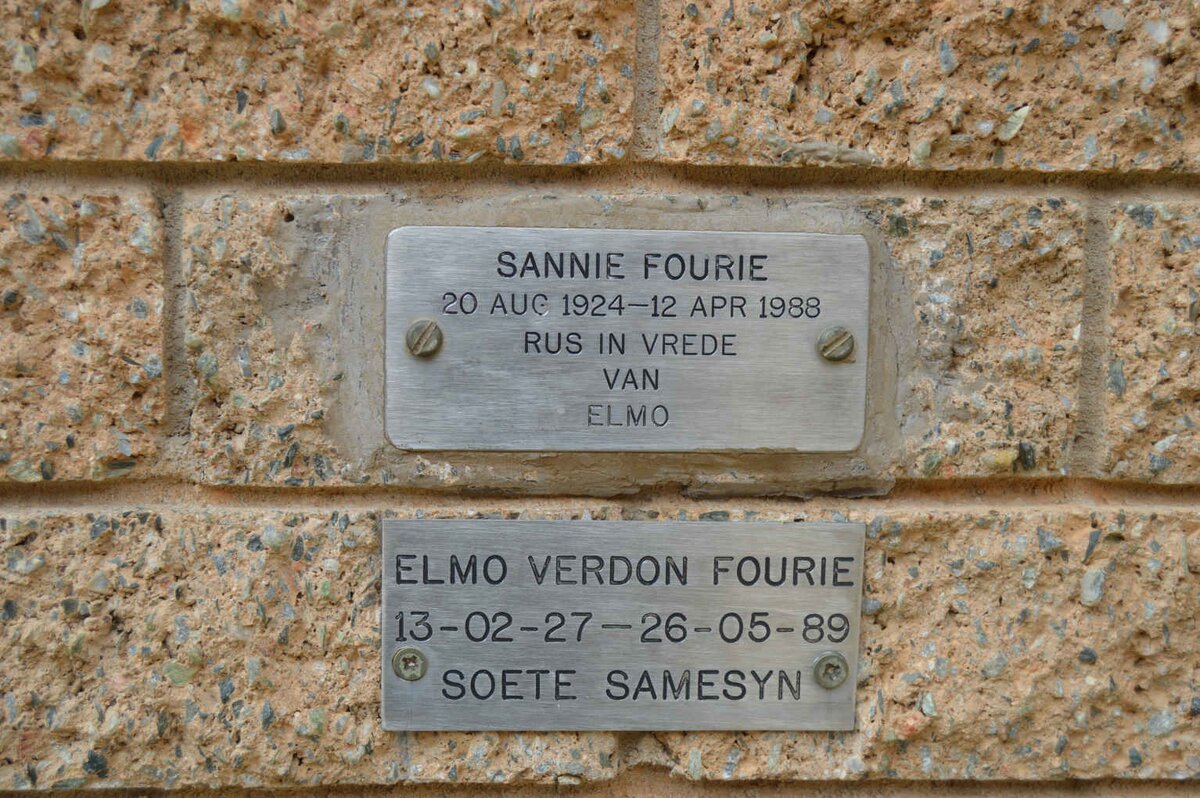 SANNIE FOURIE
20 AUG 1924—12 APR 1988
RUS IN VREDE
VAN
ELMO
ELMO VERDON FOURIE
13-02-27—26-05-89
SOETE SAMESYN